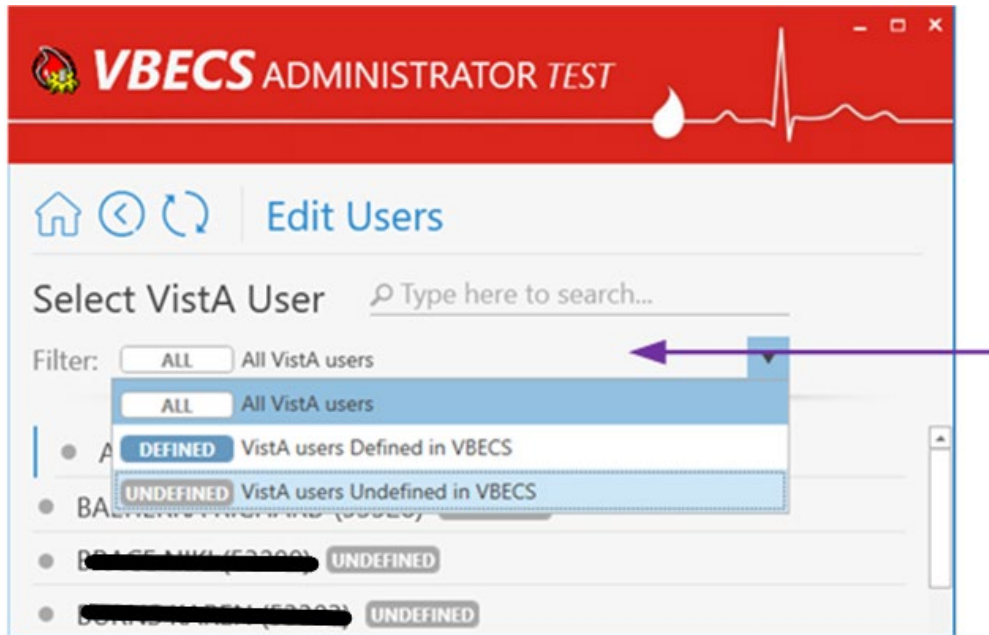 VBECS ADMINISTRATOR TEST
Edit Users
Select VistA User Type here to search...
Filter: ALL All VistA users
ALL All VistA users
DEFINED VistA users Defined in VBECS
UNDEFINED VistA users Undefined in VBECS
UNDEFINED
UNDEFINED